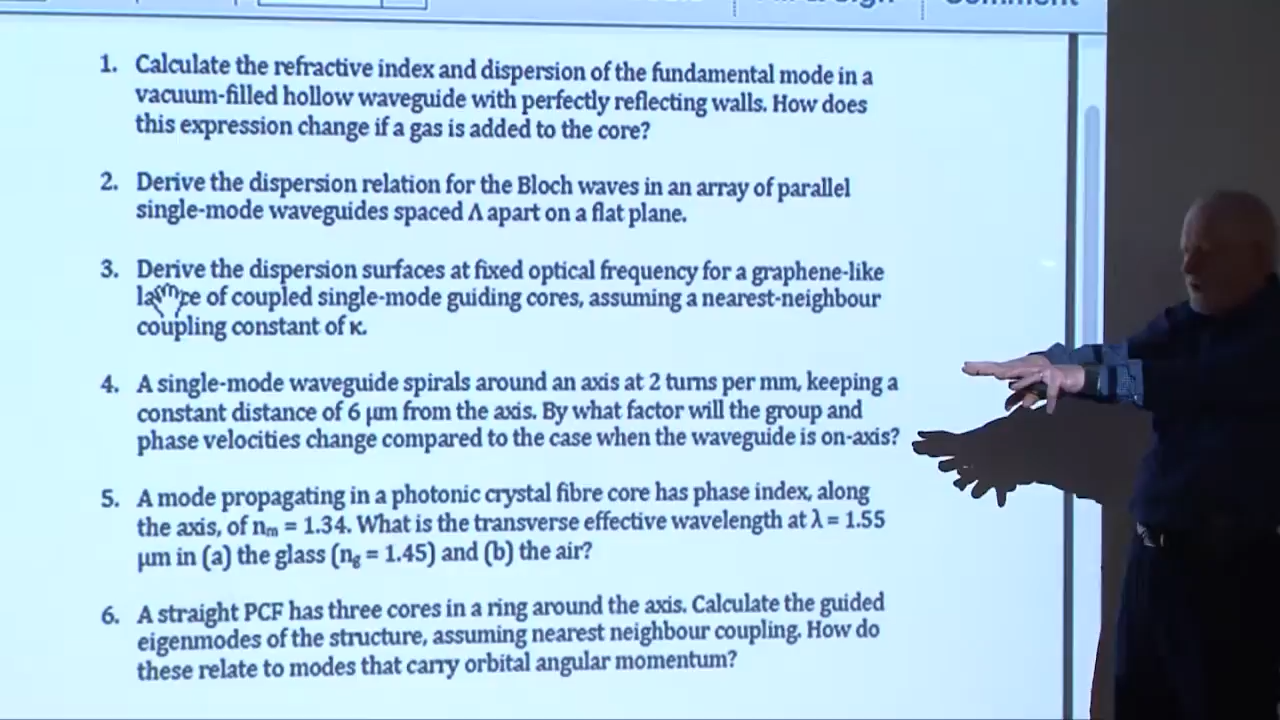 Comment
1. Calculate the refractive index and dispersion of the fundamental mode in a
vacuum-filled hollow waveguide with perfectly reflecting walls. How does
this expression change if a gas is added to the core?
2. Derive the dispersion relation for the Bloch waves in an array of parallel
single-mode waveguides spaced Λ apart on a flat plane.
3. Derive the dispersion surfaces at fixed optical frequency for a graphene-like
of coupled single-mode guiding cores, assuming a nearest-neighbour
coupling constant of κ.
4. A single-mode waveguide spirals around an axis at 2 turns per mm, keeping a
constant distance of 6 μm from the axis. By what factor will the group and
phase velocities change compared to the case when the waveguide is on-axis?
5. A mode propagating in a photonic crystal fibre core has phase index, along
the axis, of nm = 1.34. What is the transverse effective wavelength at λ = 1.55
μm in (a) the glass (ng = 1.45) and (b) the air?
6. A straight PCF has three cores in a ring around the axis. Calculate the guided
eigenmodes of the structure, assuming nearest neighbour coupling. How do
these relate to modes that carry orbital angular momentum?